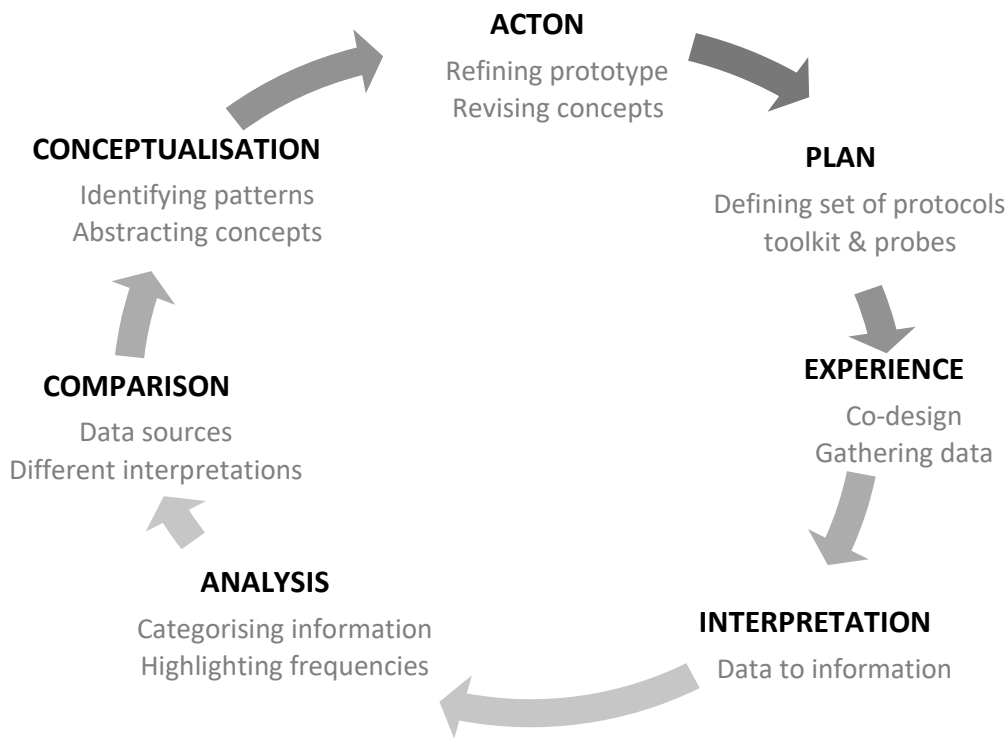 ACTON
Refining prototype
Revising concepts
PLAN
Defining set of protocols
toolkit & probes
EXPERIENCE
Co-design
Gathering data
INTERPRETATION
Data to information
ANALYSIS
Categorising information
Highlighting frequencies
COMPARISON
Data sources
Different interpretations
CONCEPTUALISATION
Identifying patterns
Abstracting concepts